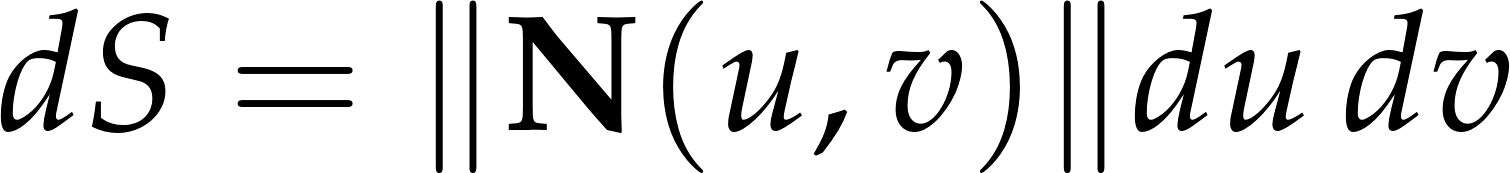 dS = ‖N(u, v)‖du dv